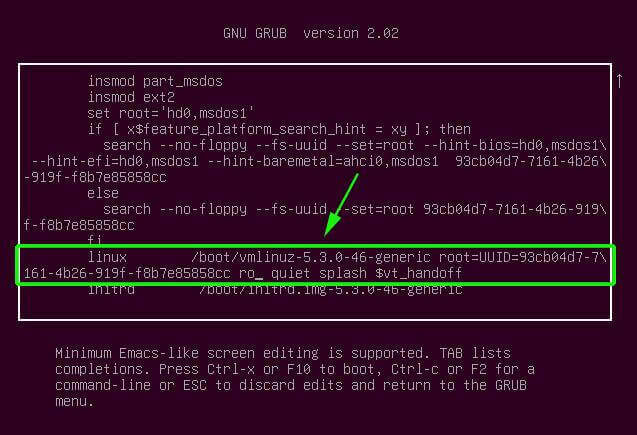 GNU GRUB  version 2.02
insmod part_msdos
insmod ext2
set root='hd0,msdos1'
if [ x$feature_platform_search_hint = xy ]; then
search --no-floppy --fs-uuid --set=root --hint-bios=hd0,msdos1\
--hint-efi=hd0,msdos1 --hint-baremetal=ahci0,msdos1  93cb04d7-7161-4b26\
-919f-f8b7e85858cc
else
search --no-floppy --fs-uuid --set=root 93cb04d7-7161-4b26-919\
f-f8b7e85858cc
fi
linux        /boot/vmlinuz-5.3.0-46-generic root=UUID=93cb04d7-7\
161-4b26-919f-f8b7e85858cc ro_ quiet splash $vt_handoff
initrd        /boot/initrd.img-5.3.0-46-generic
Minimum Emacs-like screen editing is supported. TAB lists
completions. Press Ctrl-x or F10 to boot, Ctrl-c or F2 for a
command-line or ESC to discard edits and return to the GRUB
menu.